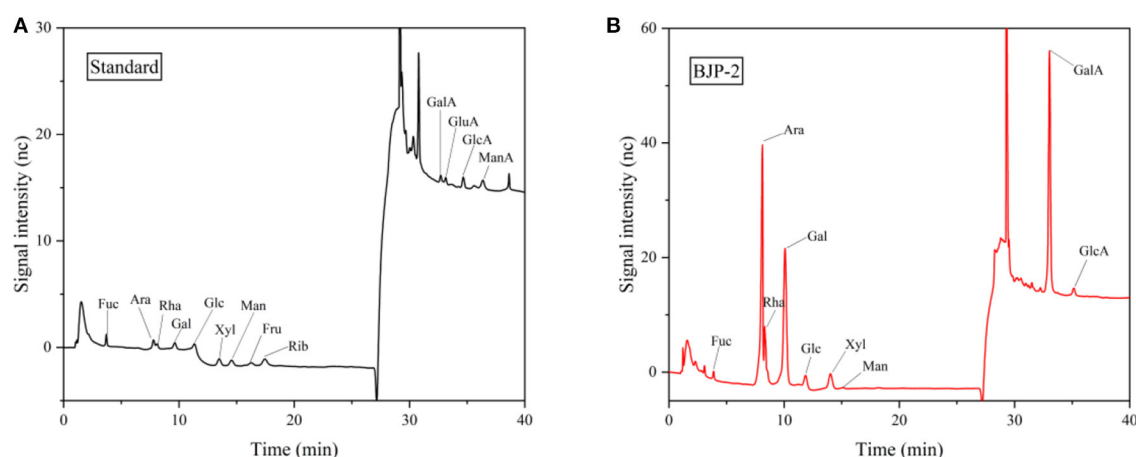 A
Standard
Signal intensity (nc)
30
20
10
0
Fuc
Ara
Rha
Gal
Glc
Xyl
Man
Fru
Rib
GalA
GluA
GlcA
ManA
0
10
20
30
40
Time (min)
B
BJP-2
Signal intensity (nc)
60
40
20
0
Fuc
Ara
Rha
Gal
Glc
Xyl
Man
GalA
GlcA
0
10
20
30
40
Time (min)